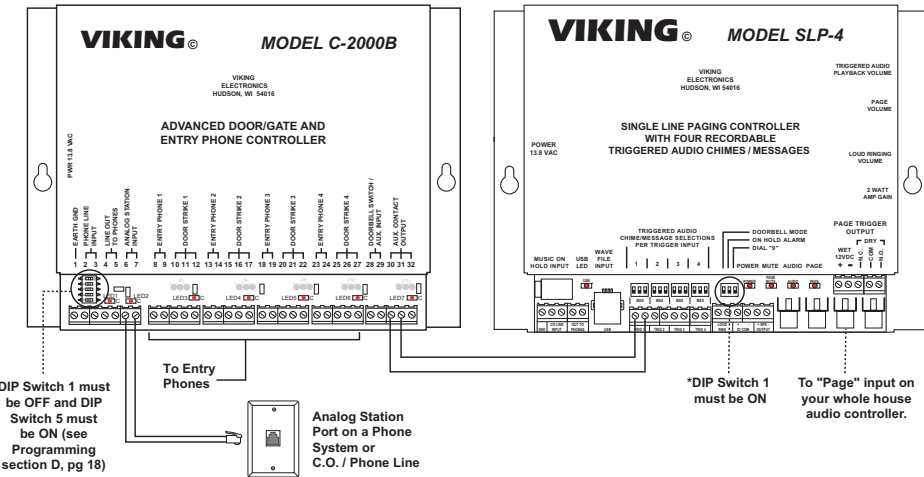 VIKING©
MODEL C-2000B
VIKING
ELECTRONICS
HUDSON, WI 54016
ADVANCED DOOR/GATE AND
ENTRY PHONE CONTROLLER
PWR 13.8 VAC
EARTH GND
PHONE LINE
INPUT
LINE OUT
TO PHONES
ANALOG STATION
INPUT
ENTRY PHONE 1
DOOR STRIKE 1
ENTRY PHONE 2
DOOR STRIKE 2
ENTRY PHONE 3
DOOR STRIKE 3
ENTRY PHONE 4
DOOR STRIKE 4
DOORBELL SWITCH /
AUX. INPUT
AUX. CONTACT
OUTPUT
1 2 3 4 5 6 7 8 9 10 11 12 13 14 15 16 17 18 19 20 21 22 23 24 25 26 27 28 29 30 31 32
LED1 LED2 LED3 C LED4 C LED5 C LED6 C LED7 C
DIP Switch 1 must
be OFF and DIP
Switch 5 must
be ON (see
Programming
section D, pg 18)
To Entry
Phones
Analog Station
Port on a Phone
System or
C.O. / Phone Line
VIKING©
MODEL SLP-4
VIKING
ELECTRONICS
HUDSON, WI 54016
SINGLE LINE PAGING CONTROLLER
WITH FOUR RECORDABLE
TRIGGERED AUDIO CHIMES / MESSAGES
POWER
13.8 VAC
TRIGGERED AUDIO
PLAYBACK VOLUME
PAGE
VOLUME
LOUD RINGING
VOLUME
2 WATT
AMP GAIN
PAGE TRIGGER
OUTPUT
WET
12VDC
+ –
DRY
N.C.
COM
N.O.
MUSIC ON
HOLD INPUT
USB
LED
WAVE
FILE
INPUT
TRIGGERED AUDIO
CHIME/MESSAGE SELECTIONS
PER TRIGGER INPUT
1 2 3 4
DOORBELL MODE
ON HOLD ALARM
DIAL "9"
POWER MUTE AUDIO PAGE
GND
CO LINE
INPUT
OUT TO
PHONES
USB
TRIG 1
TRIG 2
TRIG 3
TRIG 4
LOUD
RING
*DIP Switch 1
must be ON
To "Page" input on
your whole house
audio controller.